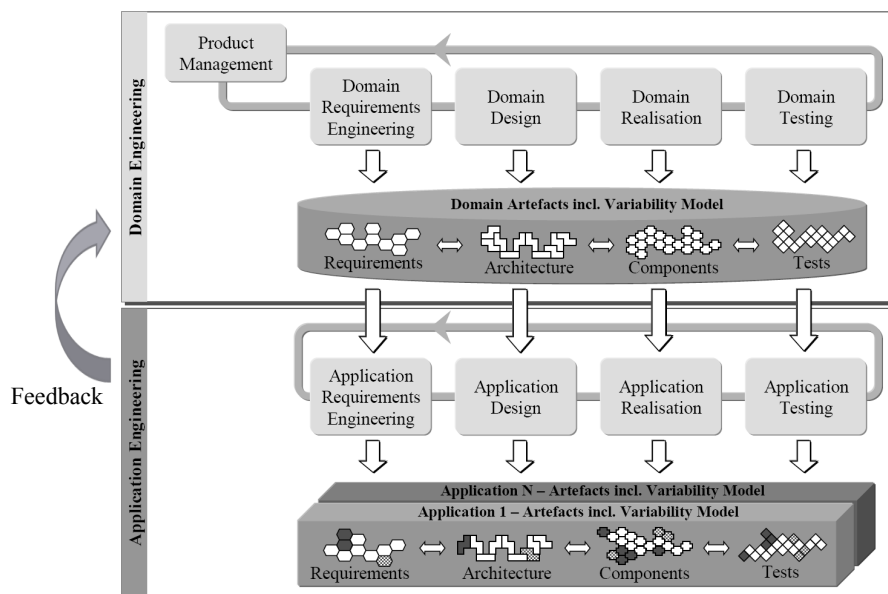 Product
Management
Domain
Requirements
Engineering
Domain
Design
Domain
Realisation
Domain
Testing
Domain Engineering
Domain Artefacts incl. Variability Model
Requirements
Architecture
Components
Tests
Feedback
Application Engineering
Application
Requirements
Engineering
Application
Design
Application
Realisation
Application
Testing
Application N – Artefacts incl. Variability Model
Application 1 – Artefacts incl. Variability Model
Requirements
Architecture
Components
Tests